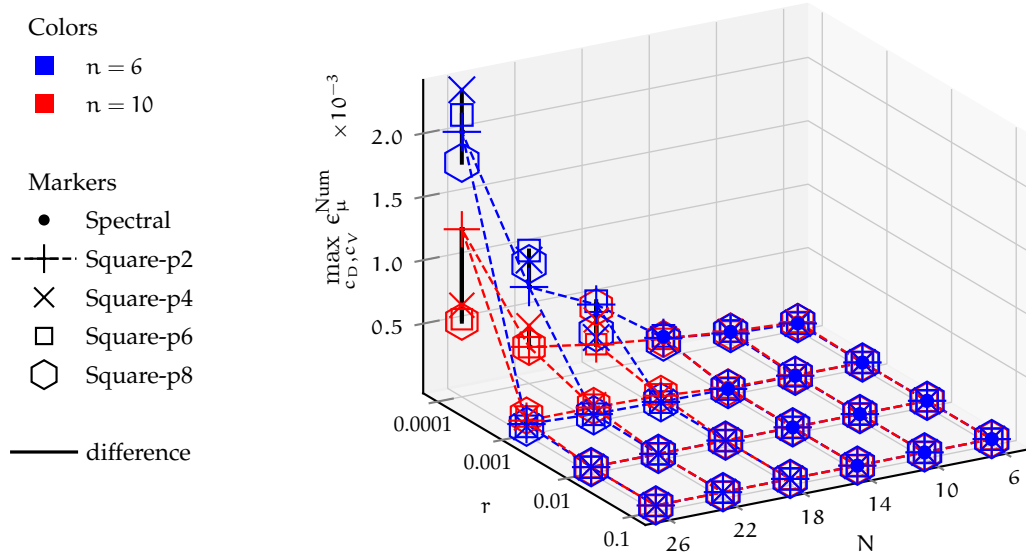 Colors
n = 6
n = 10
Markers
Spectral
Square-p2
Square-p4
Square-p6
Square-p8
difference
×10⁻³
max ϵ_μ^Num
c_D, c_V
2.0
1.5
1.0
0.5
0.0001
0.001
0.01
0.1
r
26
22
18
14
10
6
N